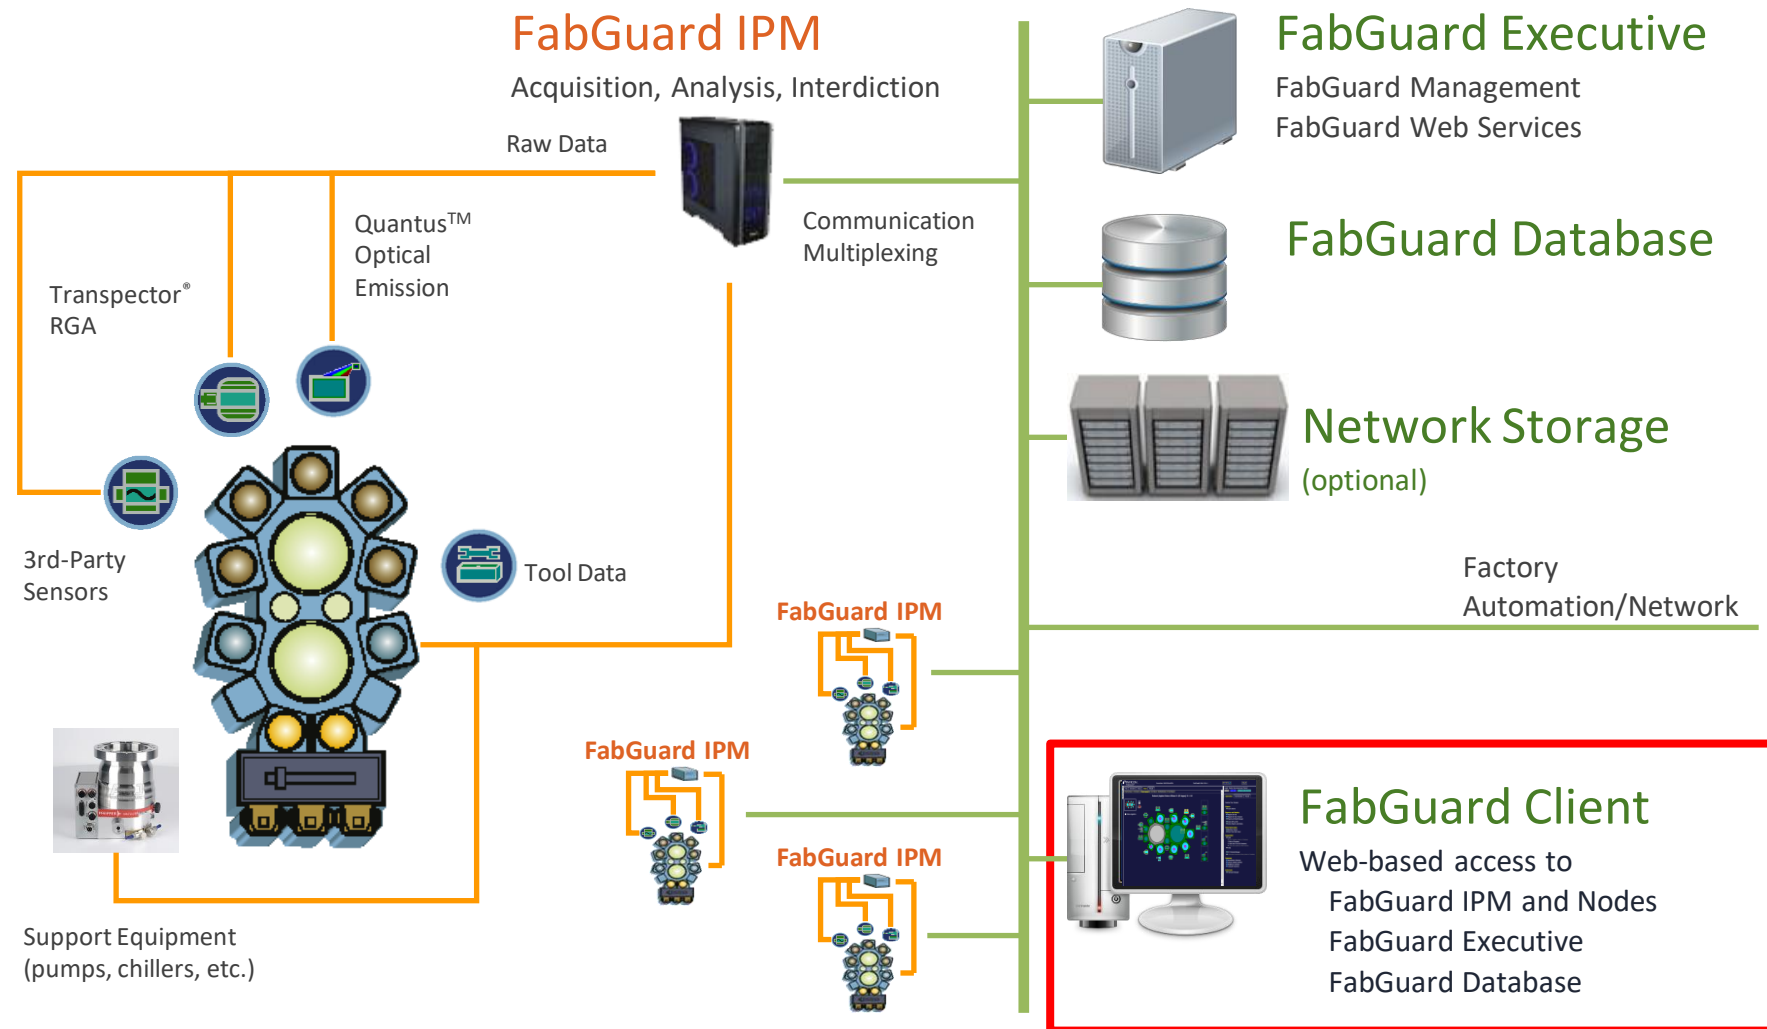 FabGuard IPM
Acquisition, Analysis, Interdiction
Raw Data
Quantus™
Optical
Emission
Transpector®
RGA
3rd-Party
Sensors
Tool Data
Support Equipment
(pumps, chillers, etc.)
Communication
Multiplexing
FabGuard IPM
FabGuard IPM
FabGuard IPM
FabGuard Executive
FabGuard Management
FabGuard Web Services
FabGuard Database
Network Storage
(optional)
Factory
Automation/Network
FabGuard Client
Web-based access to
FabGuard IPM and Nodes
FabGuard Executive
FabGuard Database